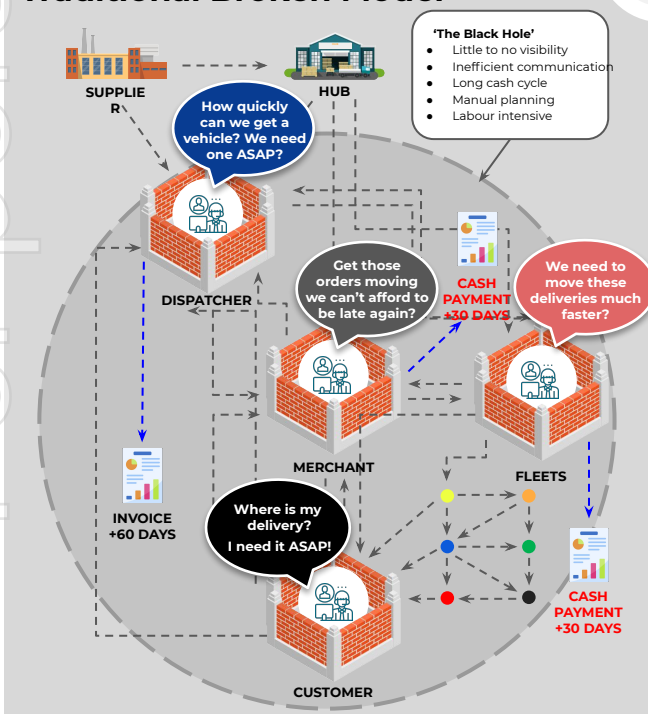 Traditional Broken Model
'The Black Hole'
● Little to no visibility
● Inefficient communication
● Long cash cycle
● Manual planning
● Labour intensive
SUPPLIE
R
HUB
How quickly
can we get a
vehicle? We need
one ASAP?
DISPATCHER
Get those
orders moving
we can't afford to
be late again?
CASH
PAYMENT
+30 DAYS
We need to
move these
deliveries much
faster?
MERCHANT
FLEETS
INVOICE
+60 DAYS
Where is my
delivery?
I need it ASAP!
CASH
PAYMENT
+30 DAYS
CUSTOMER